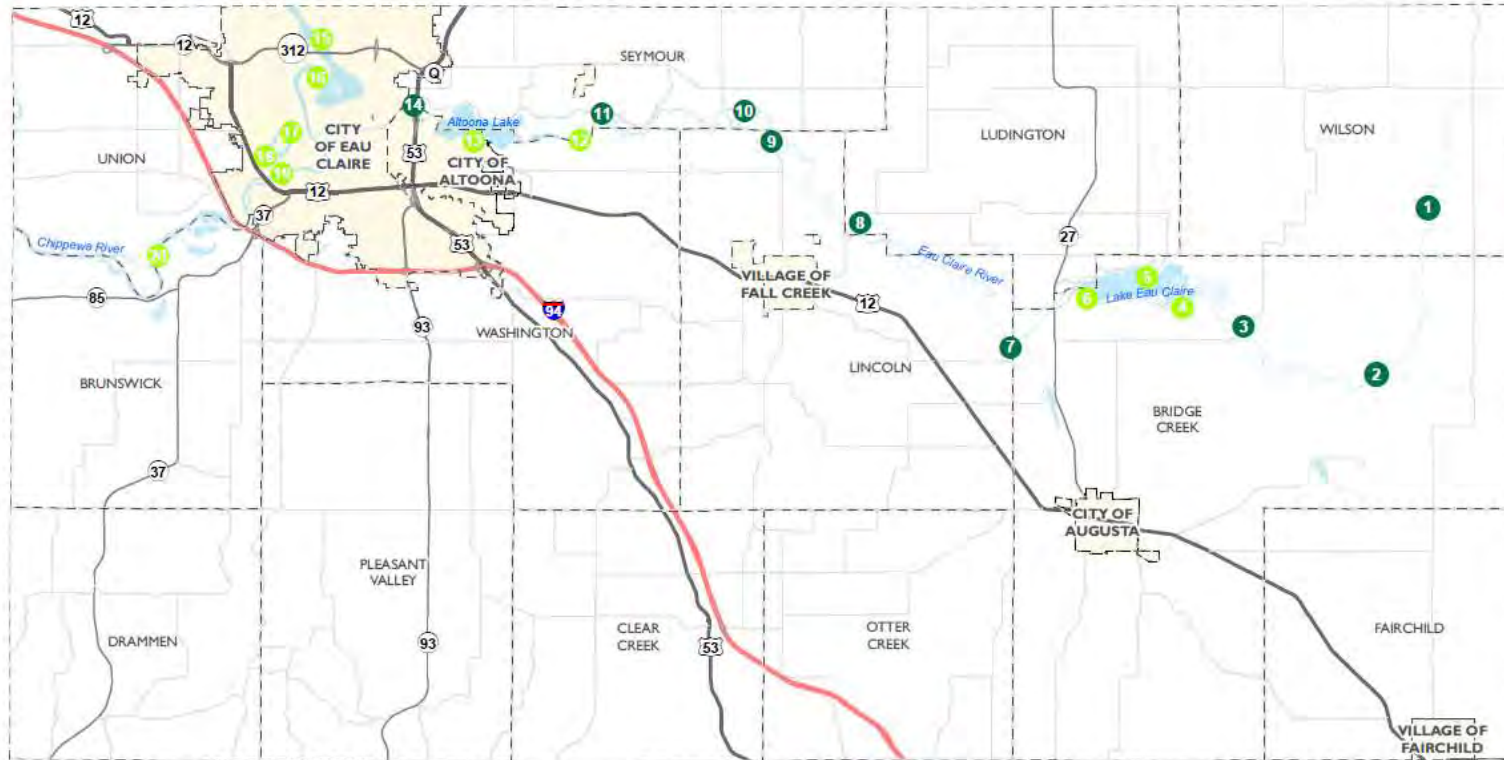 12
12
312
15
16
Q
SEYMOUR
14
11
10
Altoona Lake
17
CITY
OF EAU
CLAIRE
13
12
9
LUDINGTON
WILSON
UNION
18
19
53
CITY OF
ALTOONA
12
1
37
8
27
Chippewa River
53
Eau Claire River
VILLAGE OF
FALL CREEK
5
6
Lake Eau Claire
4
85
94
12
93
WASHINGTON
3
7
LINCOLN
2
BRUNSWICK
BRIDGE
CREEK
37
CITY OF
AUGUSTA
PLEASANT
VALLEY
DRAMMEN
93
CLEAR
CREEK
53
OTTER
CREEK
FAIRCHILD
VILLAGE OF
FAIRCHILD